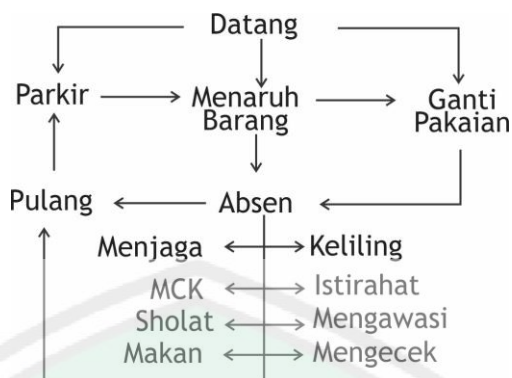 Datang
Parkir
Menaruh
Barang
Ganti
Pakaian
Pulang
Absen
Menjaga
Keliling
MCK
Istirahat
Sholat
Mengawasi
Makan
Mengecek